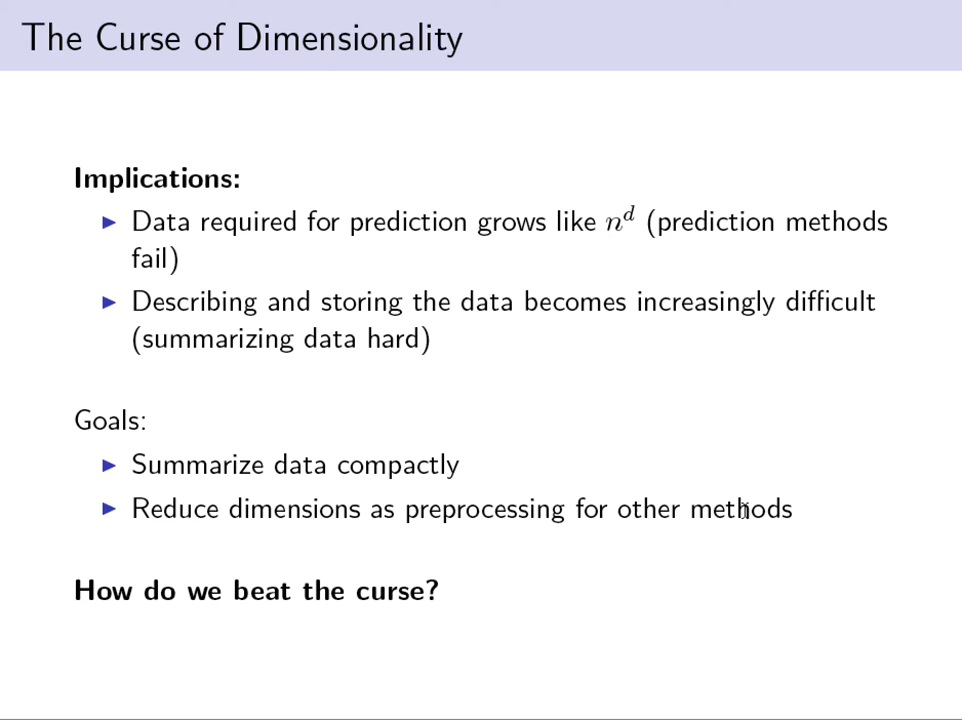 The Curse of Dimensionality
Implications:
▶ Data required for prediction grows like n^d (prediction methods
fail)
▶ Describing and storing the data becomes increasingly difficult
(summarizing data hard)
Goals:
▶ Summarize data compactly
▶ Reduce dimensions as preprocessing for other methods
How do we beat the curse?